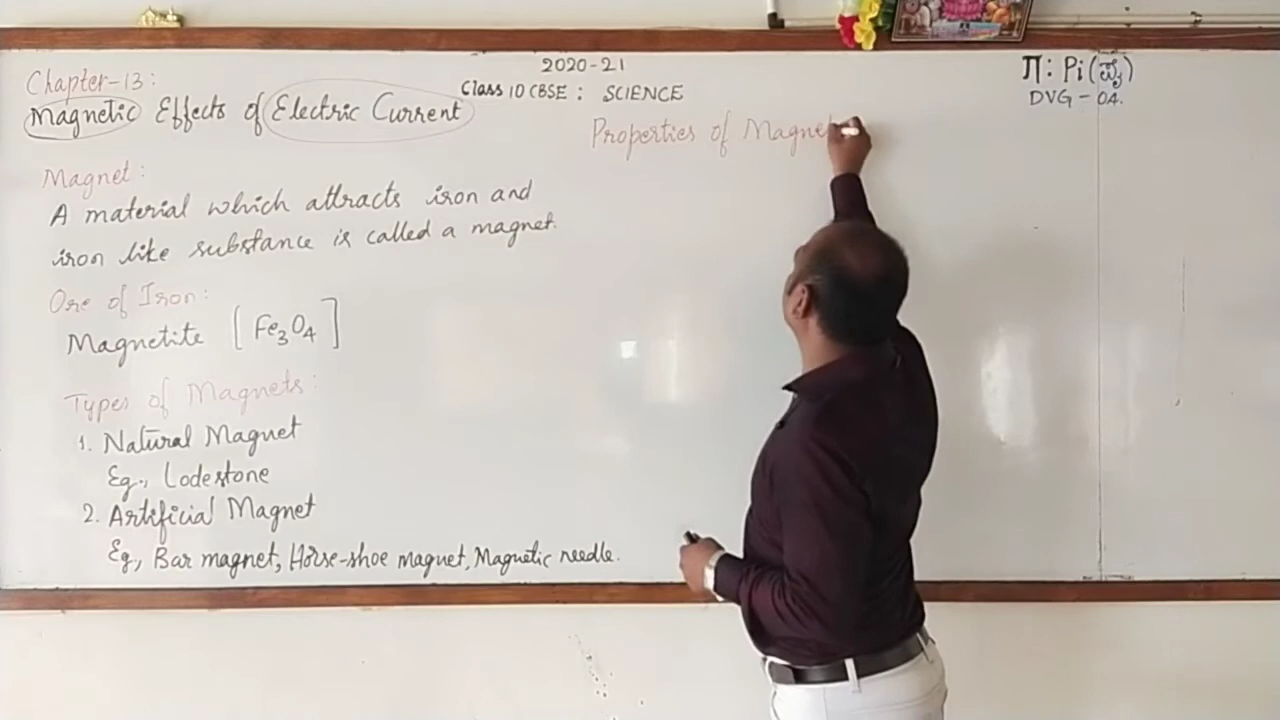 2020-21
Class 10 CBSE : SCIENCE
Π: Pi(ಪೈ)
DVG - 04.
Chapter-13:
Magnetic Effects of Electric Current
Magnet:
A material which attracts iron and
iron like substance is called a magnet.
Ore of Iron:
Magnetite [Fe₃O₄]
Types of Magnets:
1. Natural Magnet
Eg., Lodestone
2. Artificial Magnet
Eg., Bar magnet, Horse-shoe magnet, Magnetic needle.
Properties of Magnet